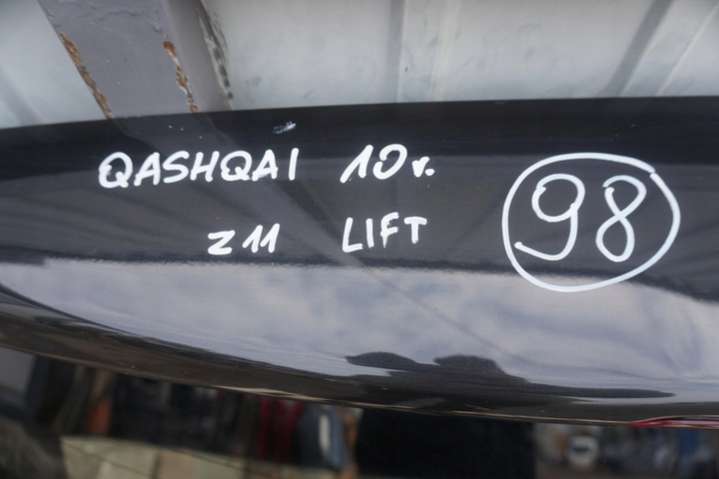 QASHQAI 10r. 98
Z11 LIFT